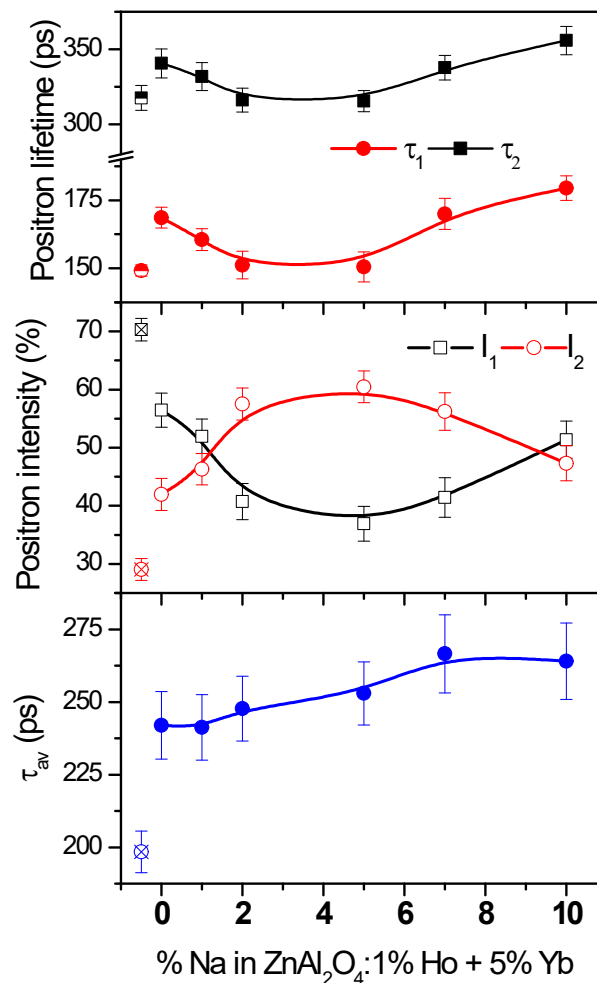 Positron lifetime (ps)
350
300
175
150
τ₁ τ₂
Positron intensity (%)
70
60
50
40
30
I₁ I₂
τav (ps)
275
250
225
200
0 2 4 6 8 10
% Na in ZnAl₂O₄:1% Ho + 5% Yb